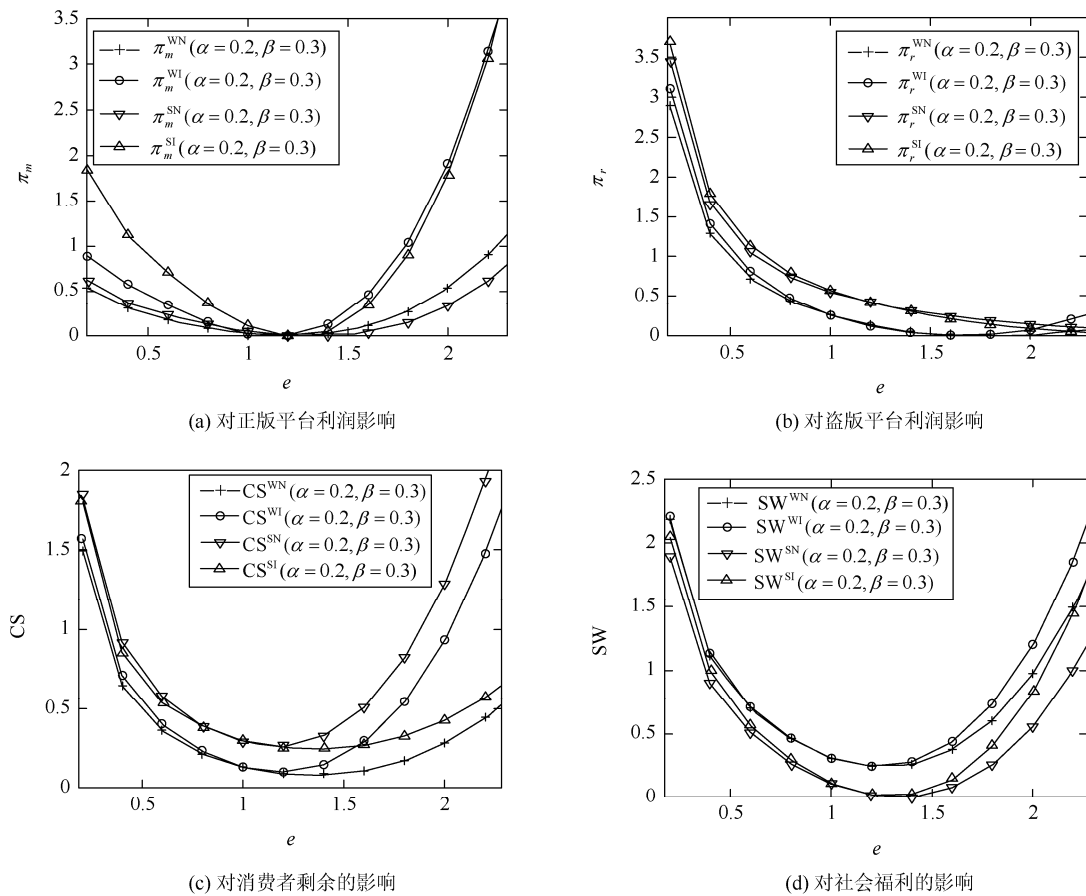 3.5
3
2.5
2
1.5
1
0.5
0
0.5 1 1.5 2
π_m
e
π_m^WN(α=0.2, β=0.3)
π_m^WI(α=0.2, β=0.3)
π_m^SN(α=0.2, β=0.3)
π_m^SI(α=0.2, β=0.3)
(a) 对正版平台利润影响
3.5
3.0
2.5
2
1.5
1
0.5
0
0.5 1 1.5 2
π_r
e
π_r^WN(α=0.2, β=0.3)
π_r^WI(α=0.2, β=0.3)
π_r^SN(α=0.2, β=0.3)
π_r^SI(α=0.2, β=0.3)
(b) 对盗版平台利润影响
2
1.5
1
0.5
0
0.5 1 1.5 2
CS
e
CS^WN(α=0.2, β=0.3)
CS^WI(α=0.2, β=0.3)
CS^SN(α=0.2, β=0.3)
CS^SI(α=0.2, β=0.3)
(c) 对消费者剩余的影响
2.5
2
1.5
1
0.5
0
0.5 1 1.5 2
SW
e
SW^WN(α=0.2, β=0.3)
SW^WI(α=0.2, β=0.3)
SW^SN(α=0.2, β=0.3)
SW^SI(α=0.2, β=0.3)
(d) 对社会福利的影响